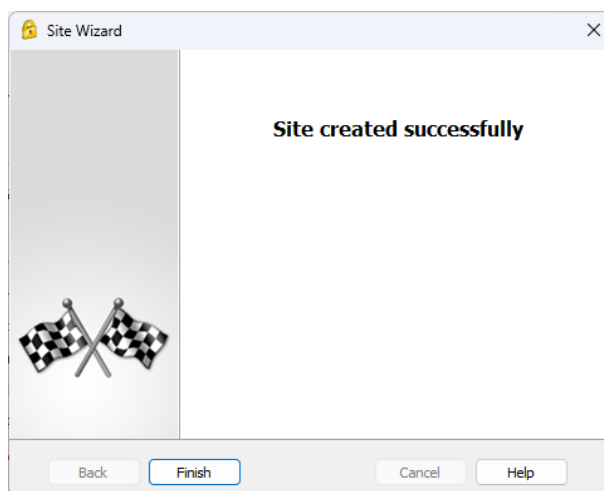 Site Wizard
Site created successfully
Back
Finish
Cancel
Help